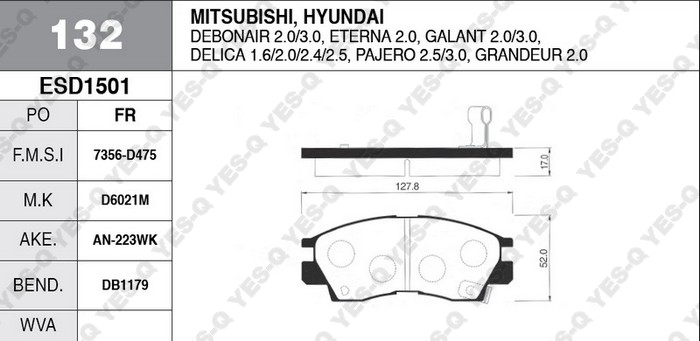 132
MITSUBISHI, HYUNDAI
DEBONAIR 2.0/3.0, ETERNA 2.0, GALANT 2.0/3.0,
DELICA 1.6/2.0/2.4/2.5, PAJERO 2.5/3.0, GRANDEUR 2.0
ESD1501
PO FR
F.M.S.I 7356-D475
M.K D6021M
AKE. AN-223WK
BEND. DB1179
WVA
17.0
127.8
52.0
YES-Q YES-Q YES-Q YES-Q